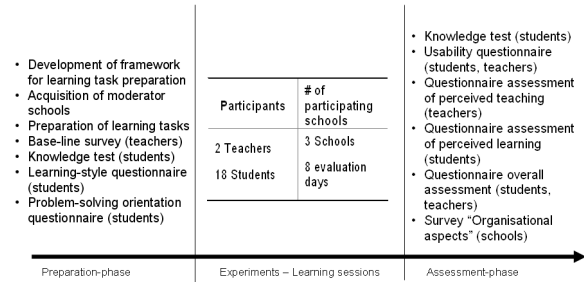 • Development of framework
for learning task preparation
• Acquisition of moderator
schools
• Preparation of learning tasks
• Base-line survey (teachers)
• Knowledge test (students)
• Learning-style questionnaire
(students)
• Problem-solving orientation
questionnaire (students)
Participants
# of
participating
schools
2 Teachers
3 Schools
18 Students
8 evaluation
days
• Knowledge test (students)
• Usability questionnaire
(students, teachers)
• Questionnaire assessment
of perceived teaching
(teachers)
• Questionnaire assessment
of perceived learning
(students)
• Questionnaire overall
assessment (students,
teachers)
• Survey “Organisational
aspects” (schools)
Preparation-phase
Experiments – Learning sessions
Assessment-phase